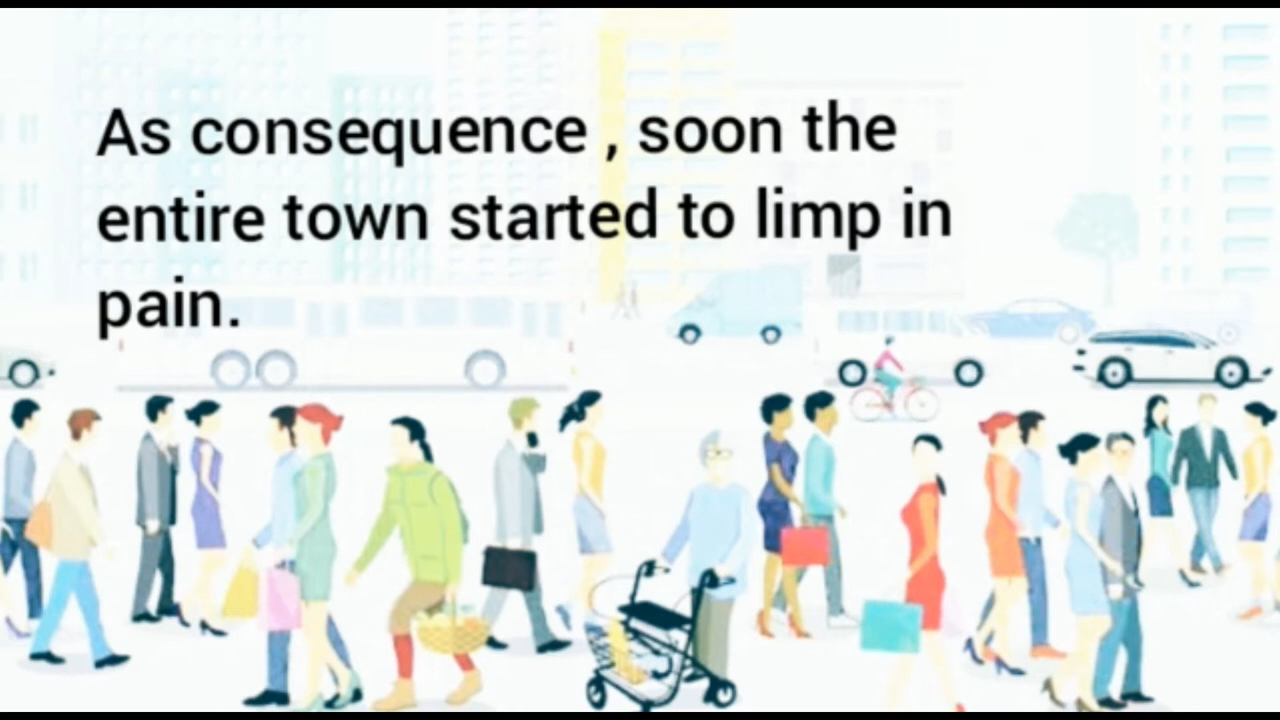 As consequence , soon the
entire town started to limp in
pain.